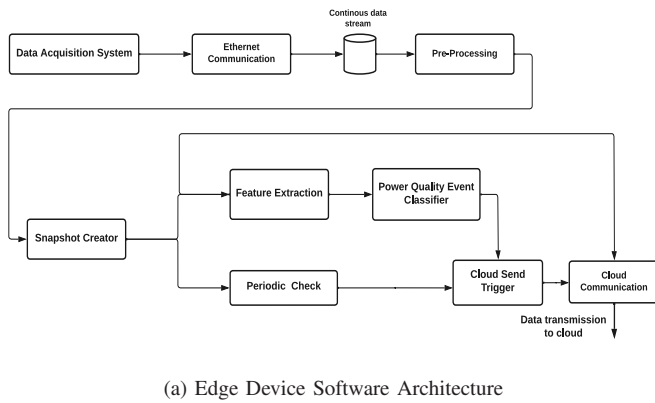 Continous data
stream
Data Acquisition System
Ethernet
Communication
Pre-Processing
Feature Extraction
Power Quality Event
Classifier
Snapshot Creator
Periodic Check
Cloud Send
Trigger
Cloud
Communication
Data transmission
to cloud
(a) Edge Device Software Architecture